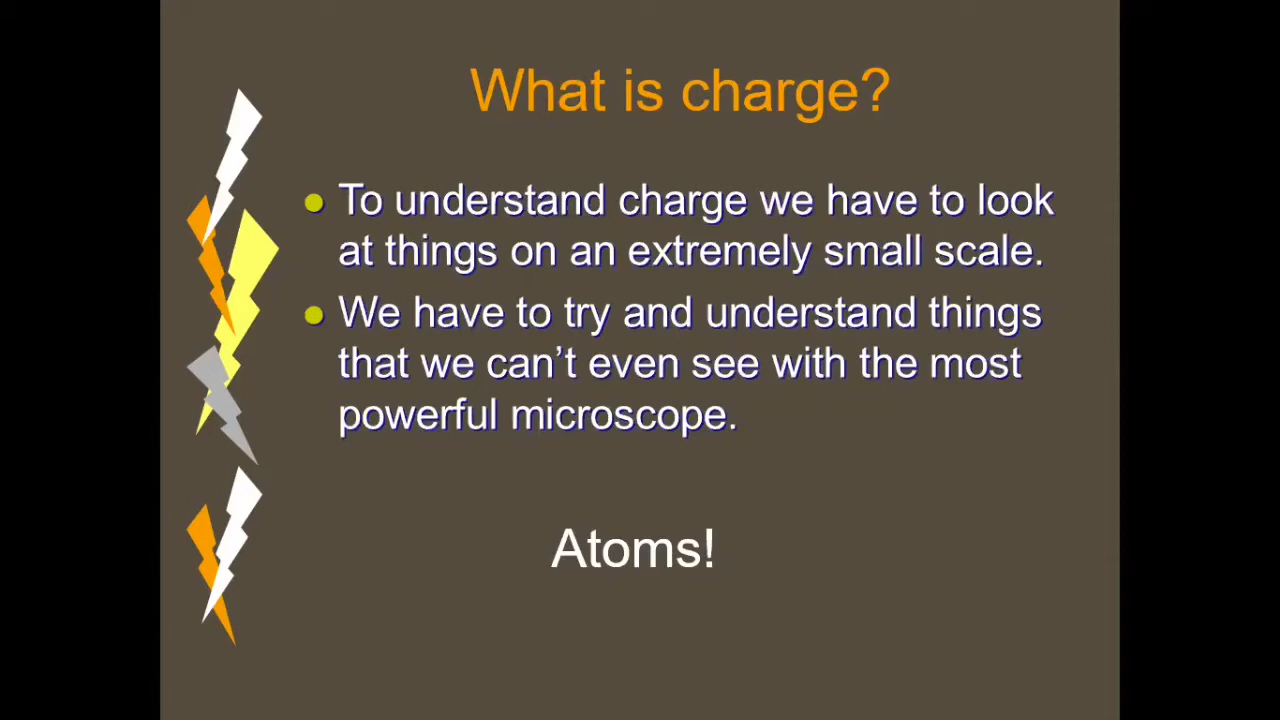 What is charge?
To understand charge we have to look
at things on an extremely small scale.
We have to try and understand things
that we can’t even see with the most
powerful microscope.
Atoms!